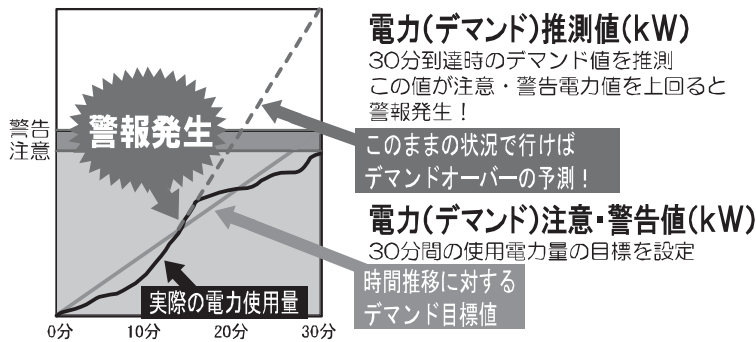 電力(デマンド)推測値(kW)
30分到達時のデマンド値を推測
この値が注意・警告電力値を上回ると
警報発生！
警告
注意
警報発生
このままの状況で行けば
デマンドオーバーの予測！
電力(デマンド)注意・警告値(kW)
30分間の使用電力量の目標を設定
時間推移に対する
デマンド目標値
実際の電力使用量
0分
10分
20分
30分